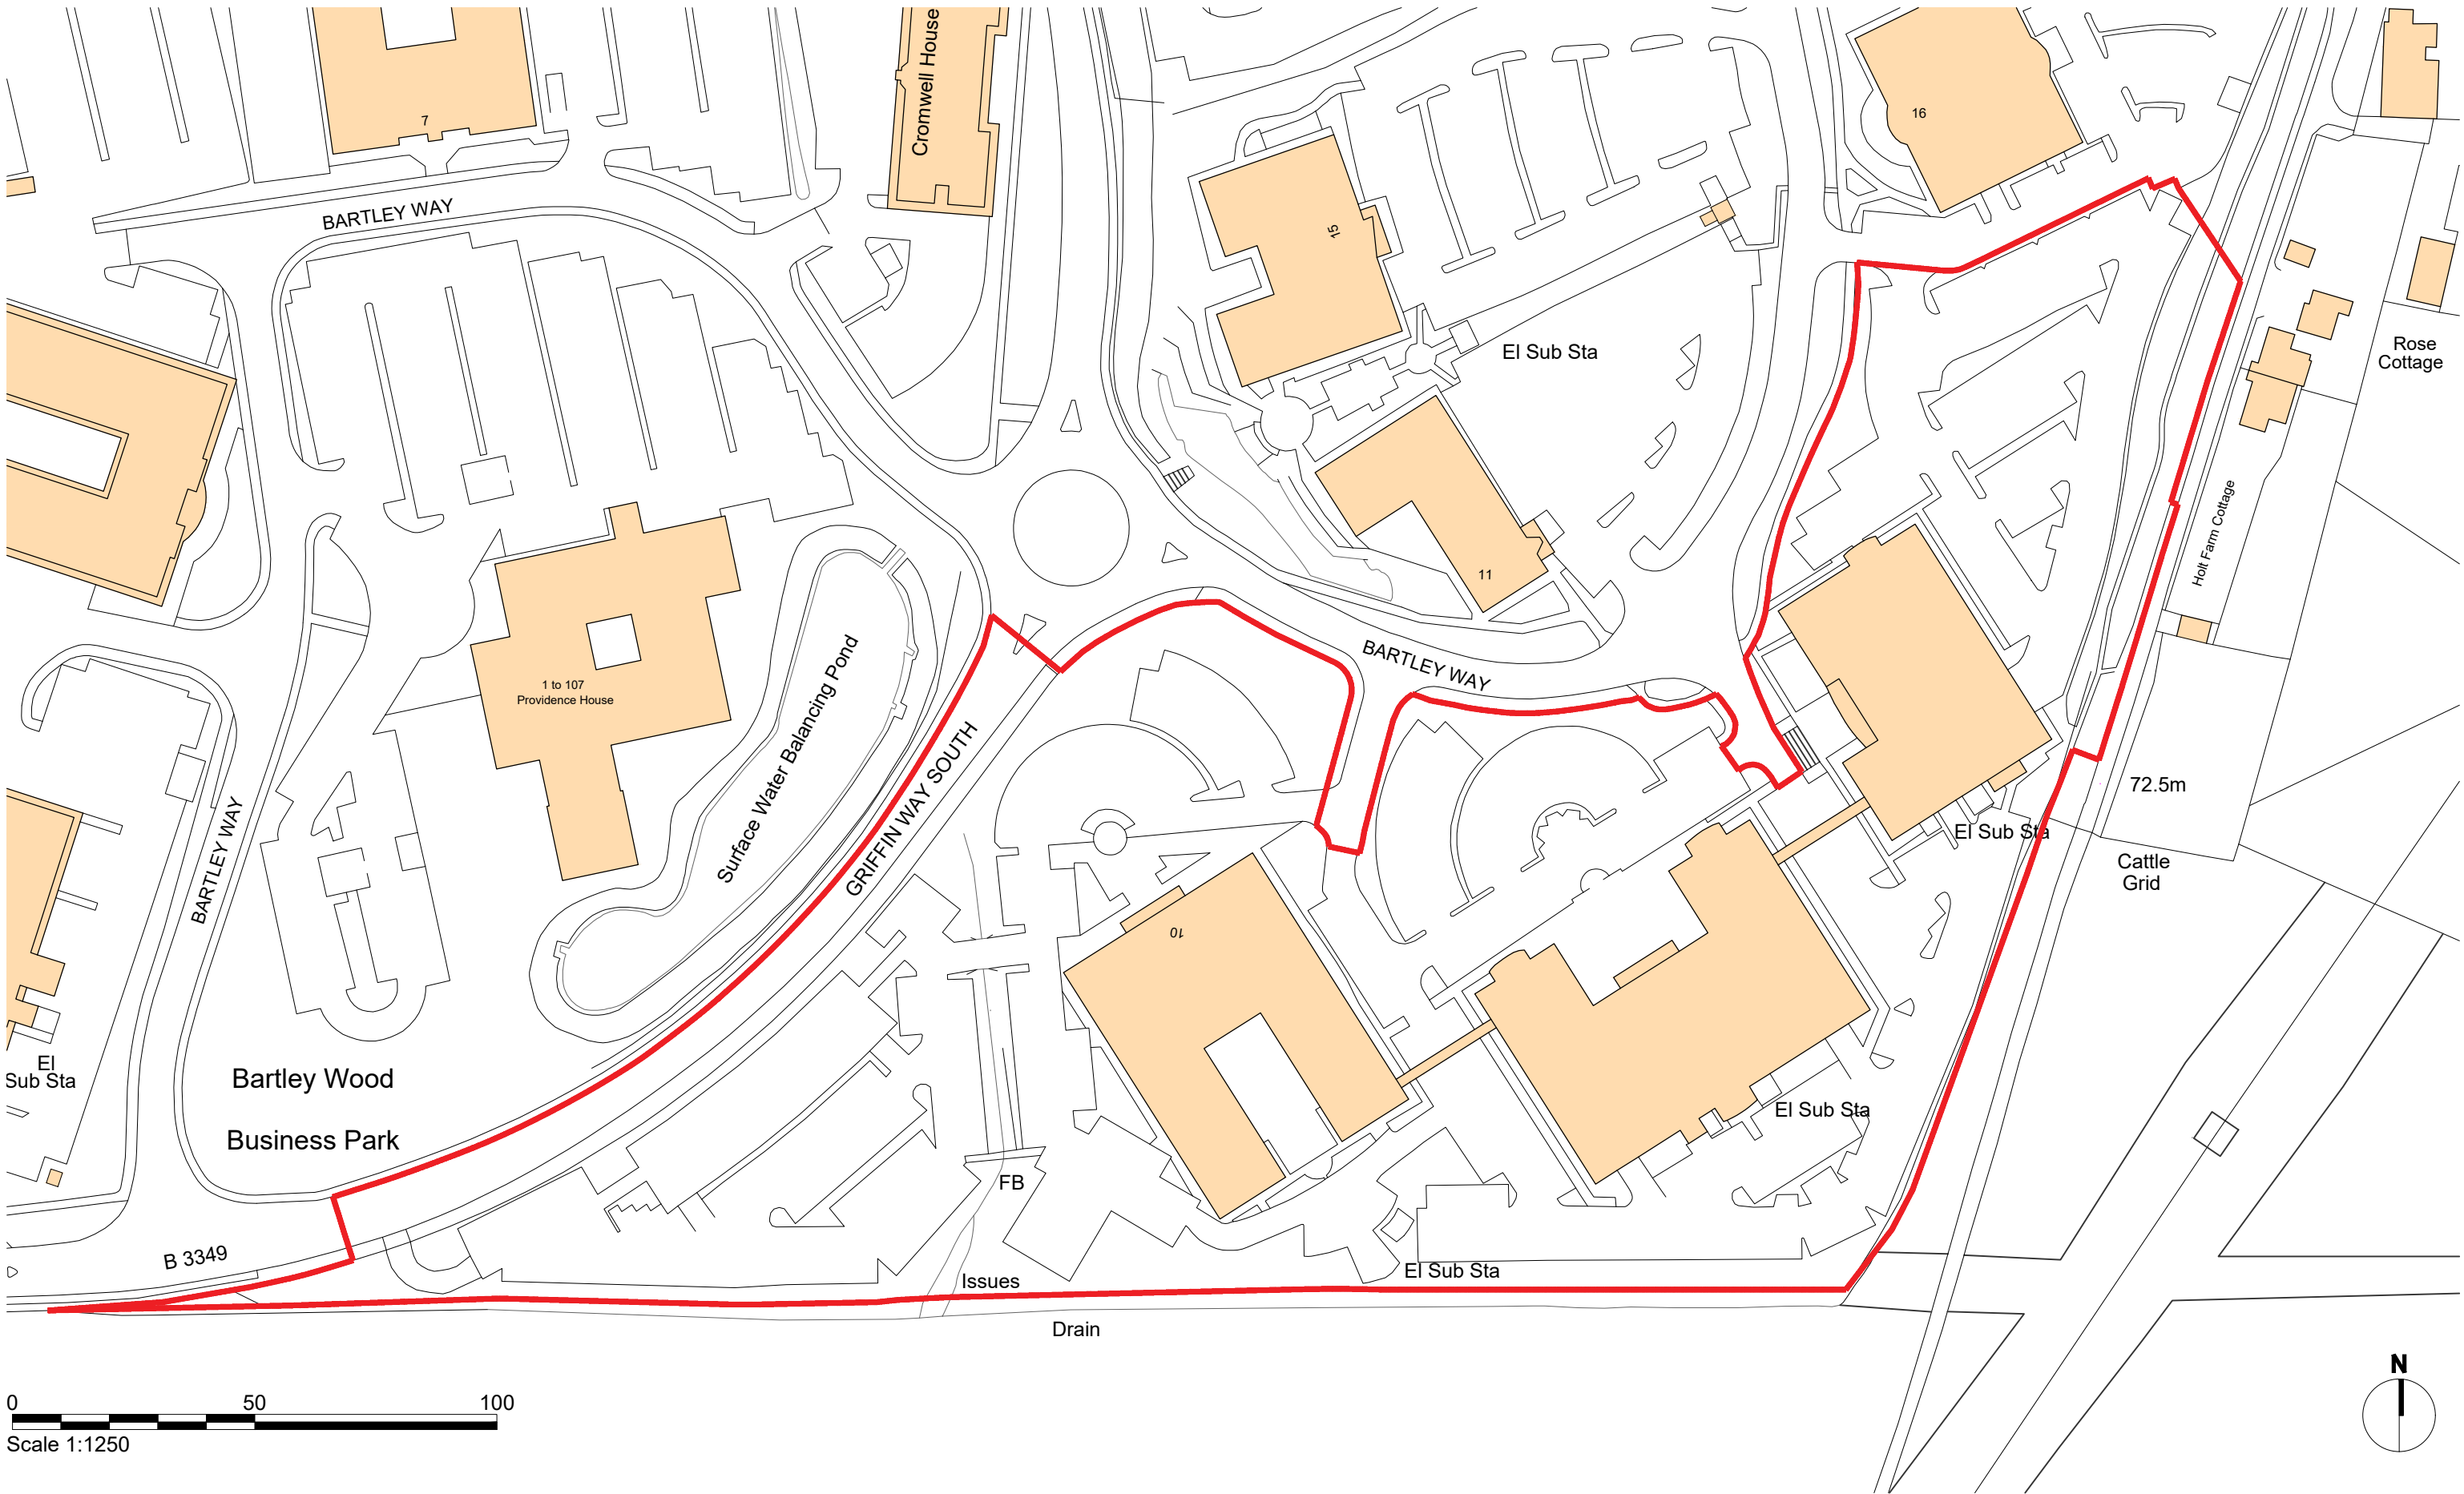 Cromwell House
7
16
BARTLEY WAY
15
El Sub Sta
Rose
Cottage
Holt Farm Cottage
11
1 to 107
Providence House
Surface Water Balancing Pond
BARTLEY WAY
GRIFFIN WAY SOUTH
72.5m
BARTLEY WAY
El Sub Sta
Cattle
Grid
10
El
Sub Sta
Bartley Wood
Business Park
El Sub Sta
FB
B 3349
Issues
El Sub Sta
Drain
N
0 50 100
Scale 1:1250